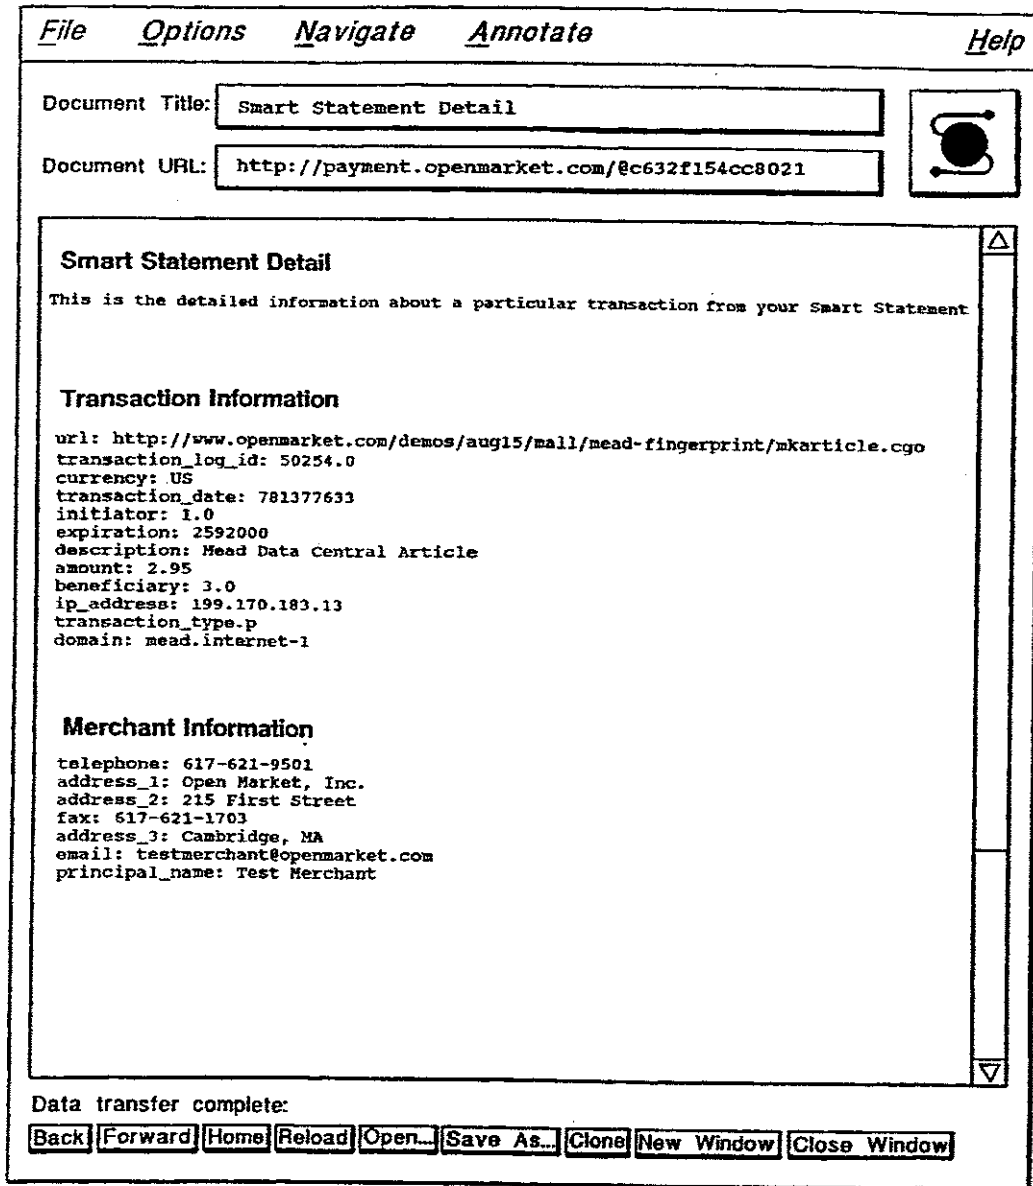 File Options Navigate Annotate Help
Document Title: Smart Statement Detail
Document URL: http://payment.openmarket.com/@c632f154cc8021
Smart Statement Detail
This is the detailed information about a particular transaction from your Smart Statement
Transaction Information
url: http://www.openmarket.com/demos/aug15/mall/mead-fingerprint/mkarticle.cgo
transaction_log_id: 50254.0
currency: US
transaction_date: 781377633
initiator: 1.0
expiration: 2592000
description: Mead Data Central Article
amount: 2.95
beneficiary: 3.0
ip_address: 199.170.183.13
transaction_type.p
domain: mead.internet-1
Merchant Information
telephone: 617-621-9501
address_1: Open Market, Inc.
address_2: 215 First Street
fax: 617-621-1703
address_3: Cambridge, MA
email: testmerchant@openmarket.com
principal_name: Test Merchant
Data transfer complete:
Back Forward Home Reload Open... Save As... Clone New Window Close Window